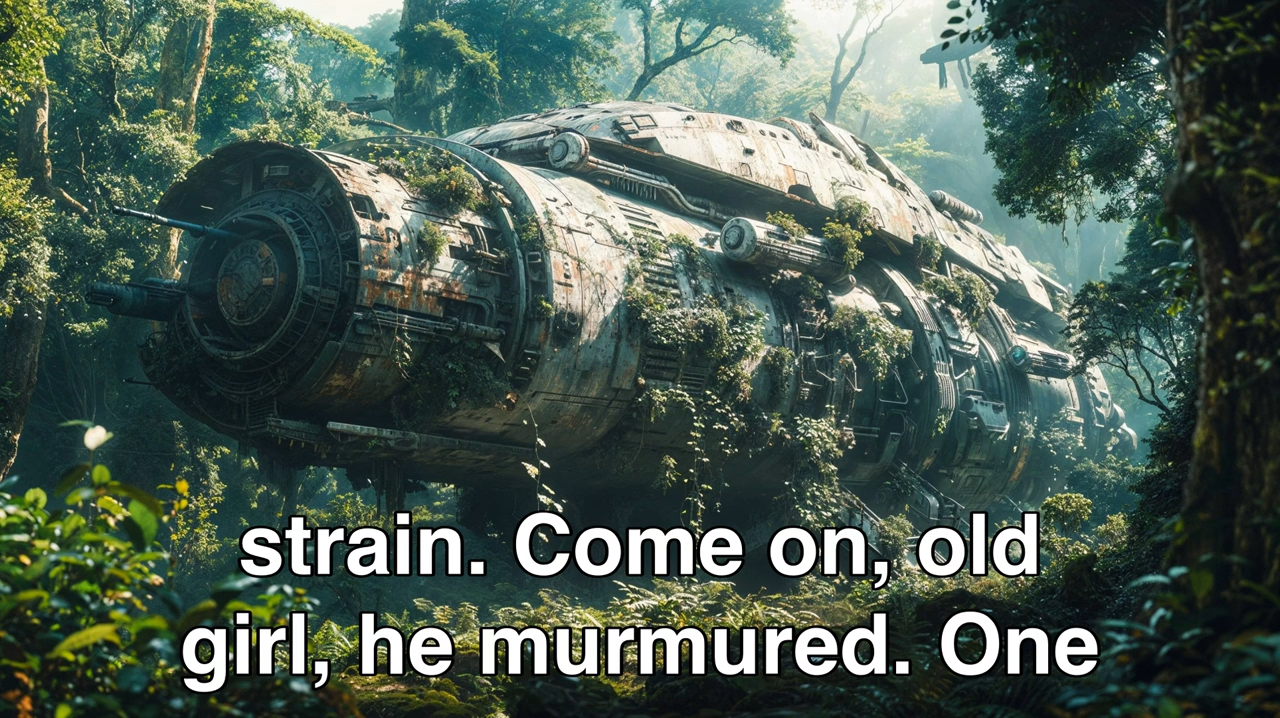 strain. Come on, old
girl, he murmured. One